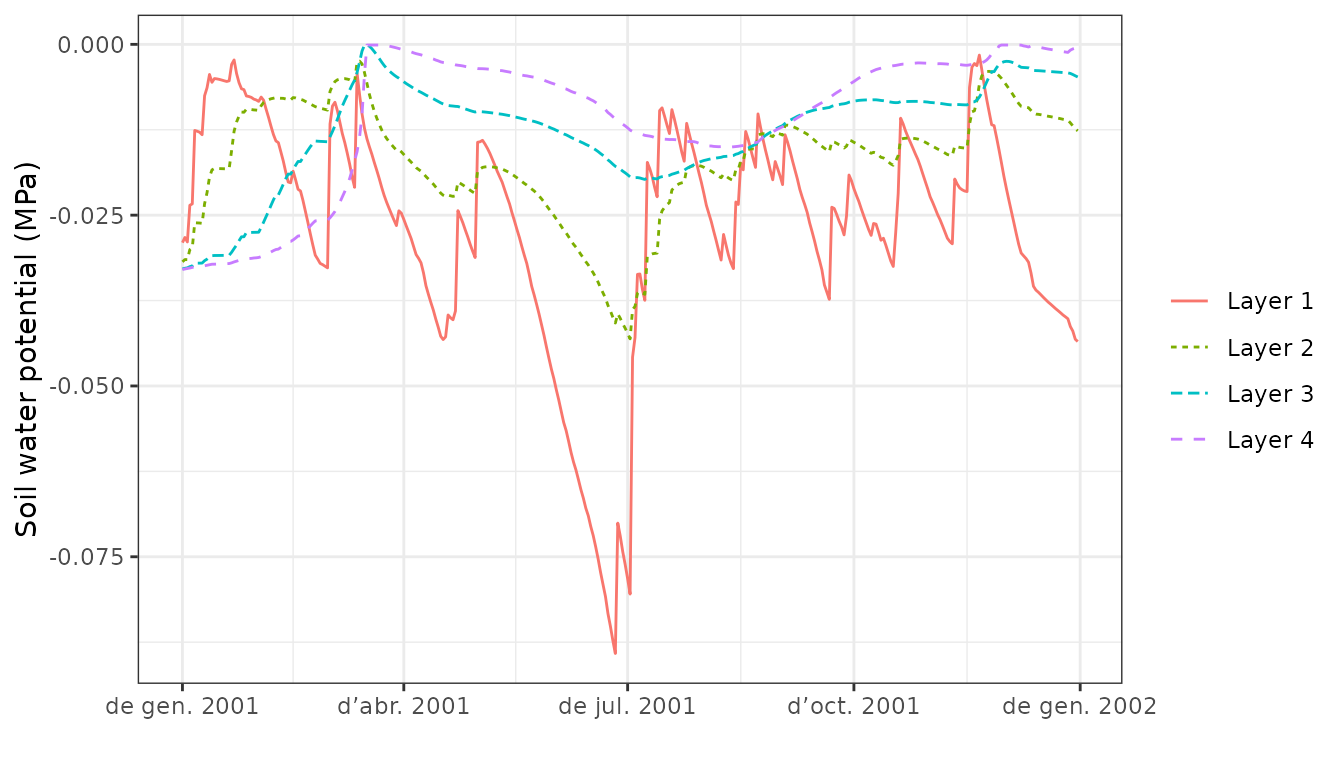 Soil water potential (MPa)
0.000
-0.025
-0.050
-0.075
de gen. 2001
d’abr. 2001
de jul. 2001
d’oct. 2001
de gen. 2002
Layer 1
Layer 2
Layer 3
Layer 4